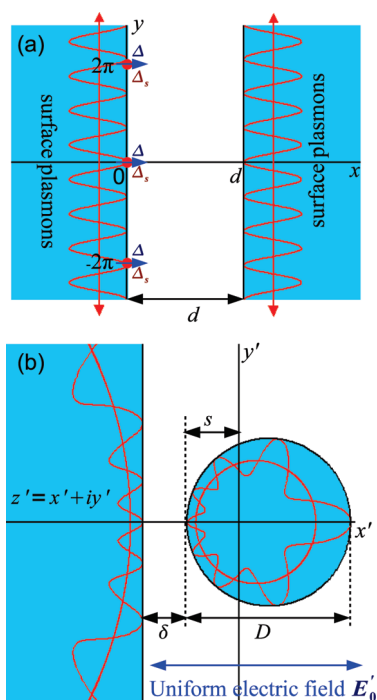 (a)
y
Δ
2π
Δs
surface plasmons
surface plasmons
Δ
0
Δs
d
x
Δ
-2π
Δs
d
(b)
y'
s
z'=x'+iy'
x'
δ
D
Uniform electric field E'0